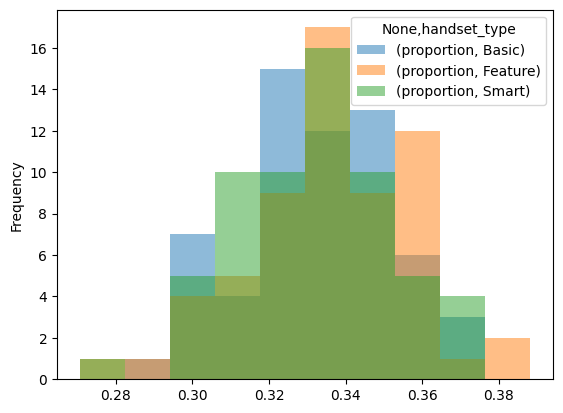 None,handset_type
(proportion, Basic)
(proportion, Feature)
(proportion, Smart)
Frequency
16
14
12
10
8
6
4
2
0
0.28 0.30 0.32 0.34 0.36 0.38